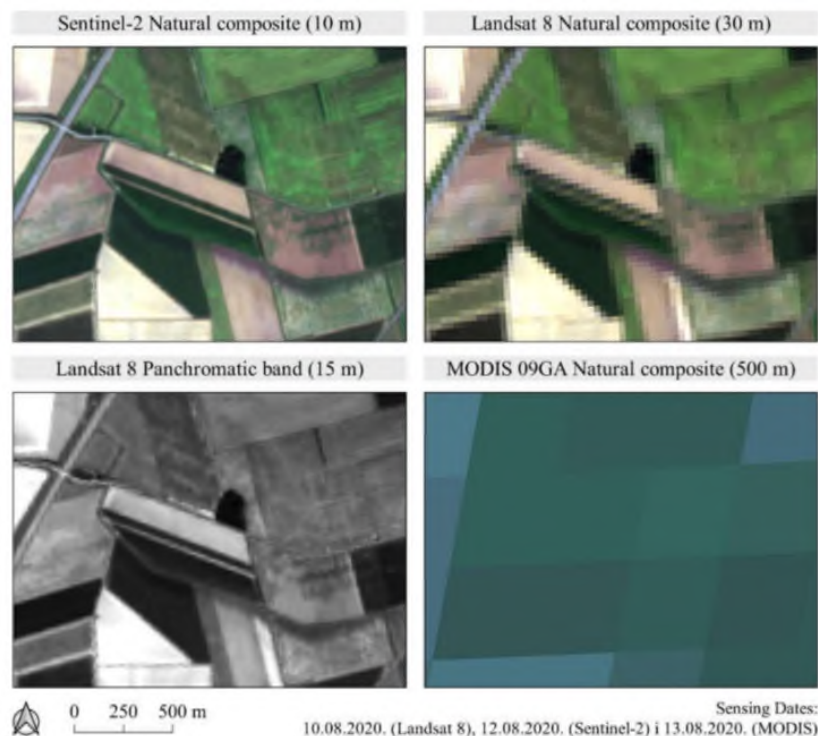 Sentinel-2 Natural composite (10 m)
Landsat 8 Natural composite (30 m)
Landsat 8 Panchromatic band (15 m)
MODIS 09GA Natural composite (500 m)
0 250 500 m
Sensing Dates:
10.08.2020. (Landsat 8), 12.08.2020. (Sentinel-2) i 13.08.2020. (MODIS)